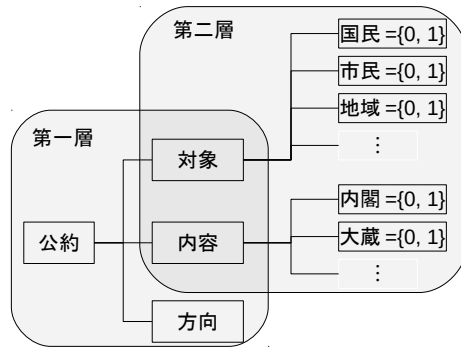 第二層
国民 ={0, 1}
市民 ={0, 1}
地域 ={0, 1}
⋮
第一層
対象
公約
内容
内閣 ={0, 1}
大蔵 ={0, 1}
⋮
方向